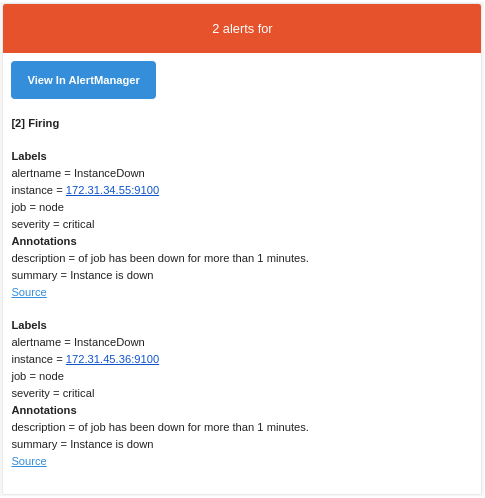 2 alerts for
View In AlertManager
[2] Firing
Labels
alertname = InstanceDown
instance = 172.31.34.55:9100
job = node
severity = critical
Annotations
description = of job has been down for more than 1 minutes.
summary = Instance is down
Source
Labels
alertname = InstanceDown
instance = 172.31.45.36:9100
job = node
severity = critical
Annotations
description = of job has been down for more than 1 minutes.
summary = Instance is down
Source